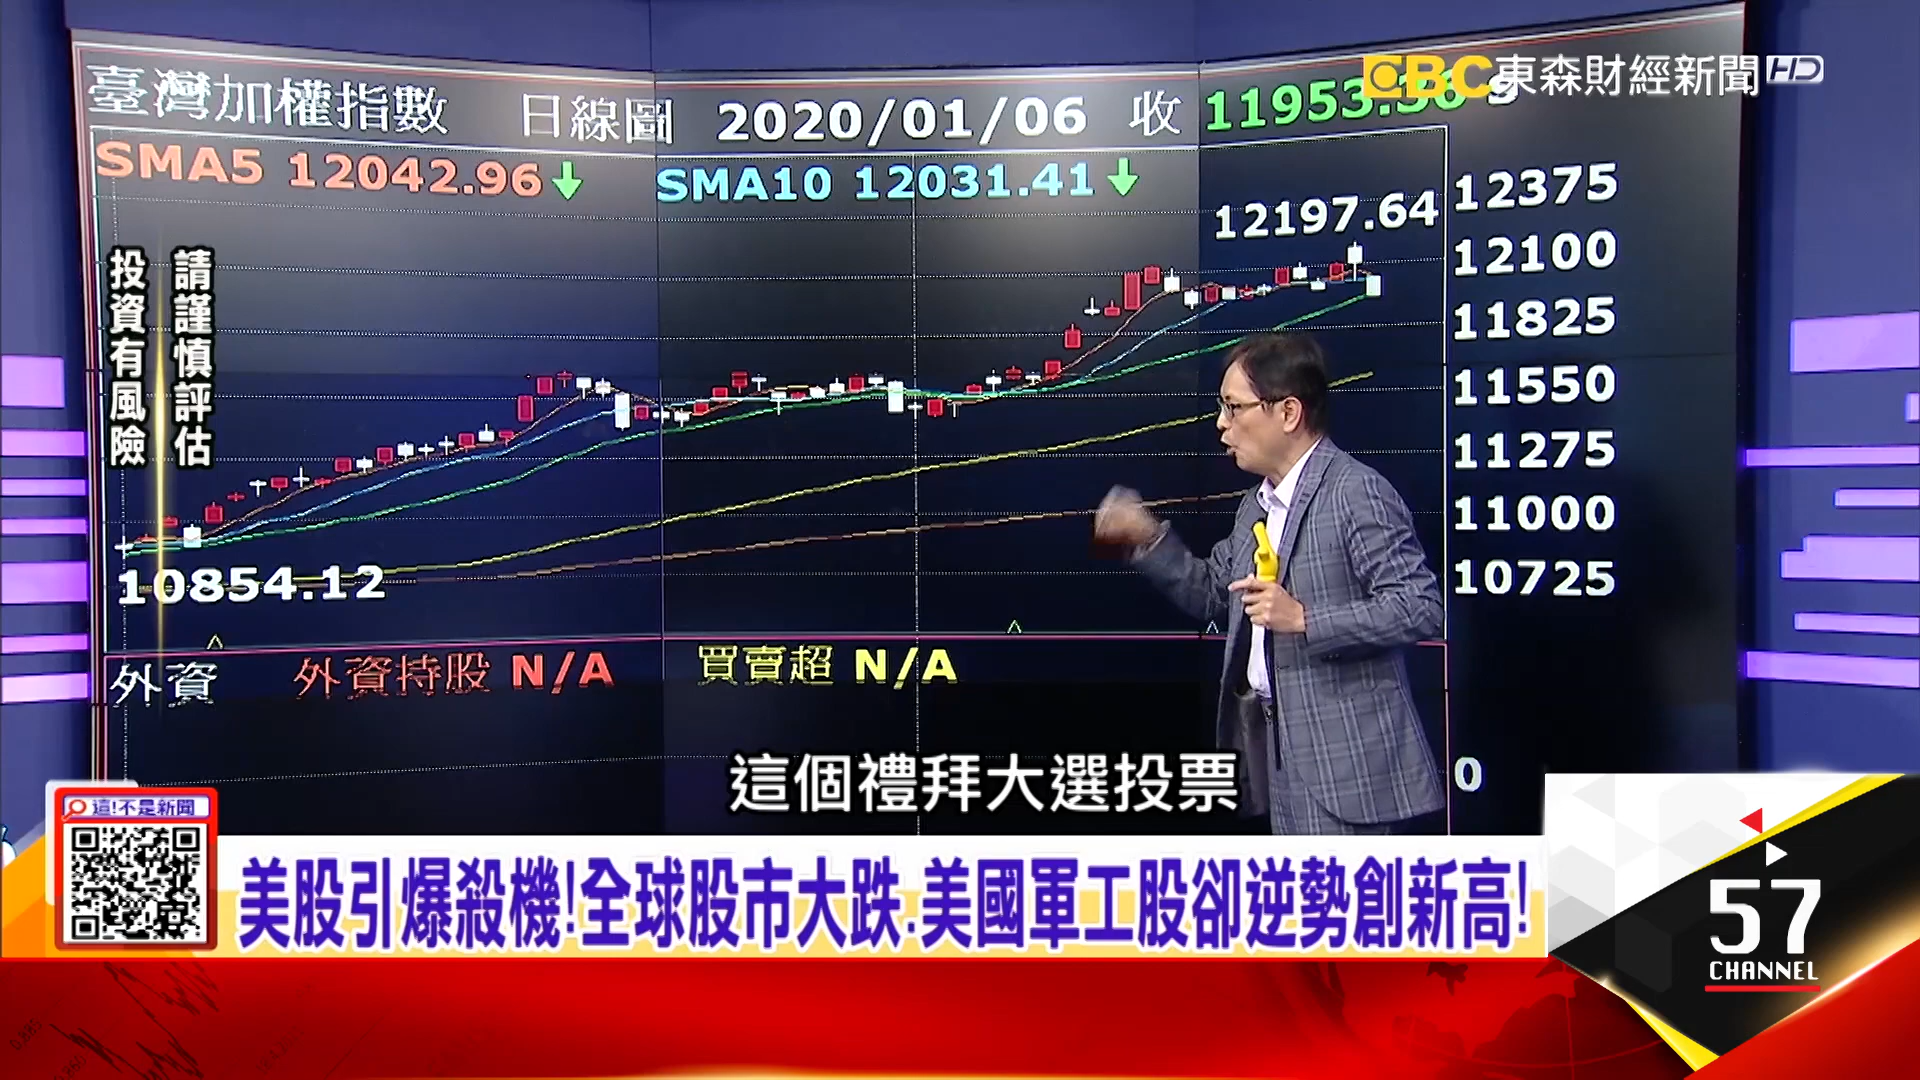 EBC東森財經新聞HD
臺灣加權指數 日線圖 2020/01/06 收 11953.36 s
SMA5 12042.96↓ SMA10 12031.41↓
12197.64
12375
12100
11825
11550
11275
11000
10725
請謹慎評估
投資有風險
10854.12
外資 外資持股 N/A 買賣超 N/A
0
這個禮拜大選投票
這!不是新聞
美股引爆殺機!全球股市大跌.美國軍工股卻逆勢創新高!
57
CHANNEL